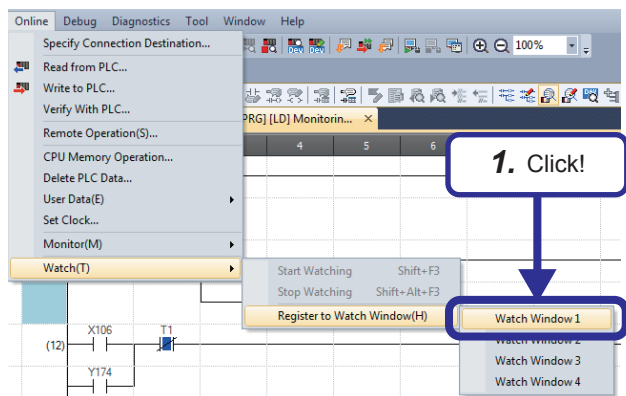 Online Debug Diagnostics Tool Window Help
Specify Connection Destination...
100%
Read from PLC...
Write to PLC...
Verify With PLC...
PRG] [LD] Monitorin... ×
Remote Operation(S)...
4 5 6
1. Click!
CPU Memory Operation...
Delete PLC Data...
User Data(E)
Set Clock...
Monitor(M)
Watch(T)
Start Watching Shift+F3
Stop Watching Shift+Alt+F3
Register to Watch Window(H)
Watch Window 1
Watch Window 2
Watch Window 3
Watch Window 4
X106 T1
(12)
Y174